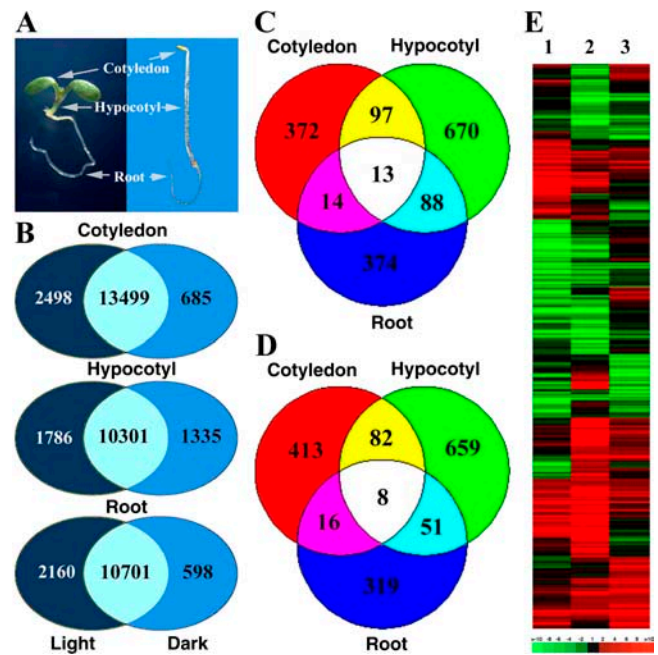 A
Cotyledon
Hypocotyl
Root
B
Cotyledon
2498 13499 685
Hypocotyl
1786 10301 1335
Root
2160 10701 598
Light Dark
C
Cotyledon Hypocotyl
372 97 670
13
14 88
374
Root
D
Cotyledon Hypocotyl
413 82 659
8
16 51
319
Root
E
1 2 3